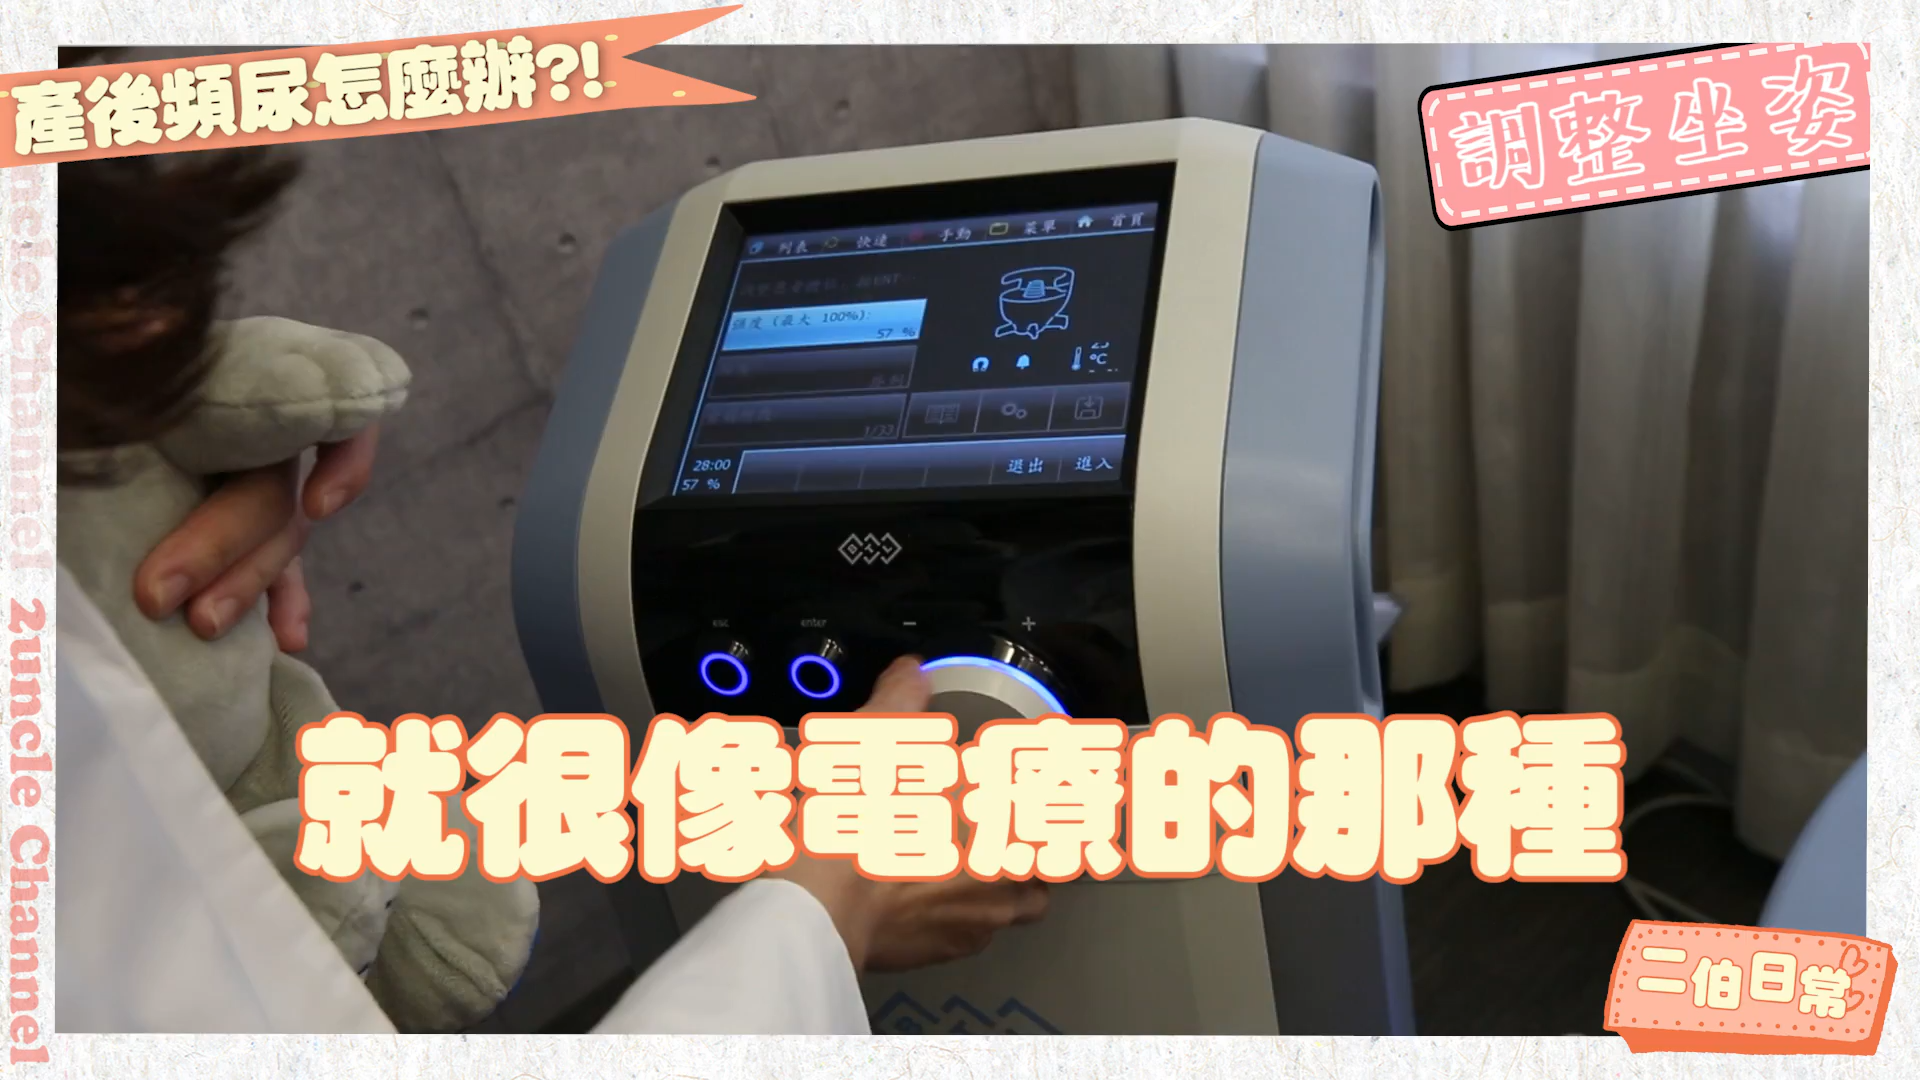 產後頻尿怎麼辦?!
調整坐姿
列表 快速 手動 菜單 首頁
強度 (最大 100%):
57 %
°C
1/33
28:00
57 %
退出 進入
BTL
esc enter − +
就很像電療的那種
二伯日常
2uncle Channel
BTL